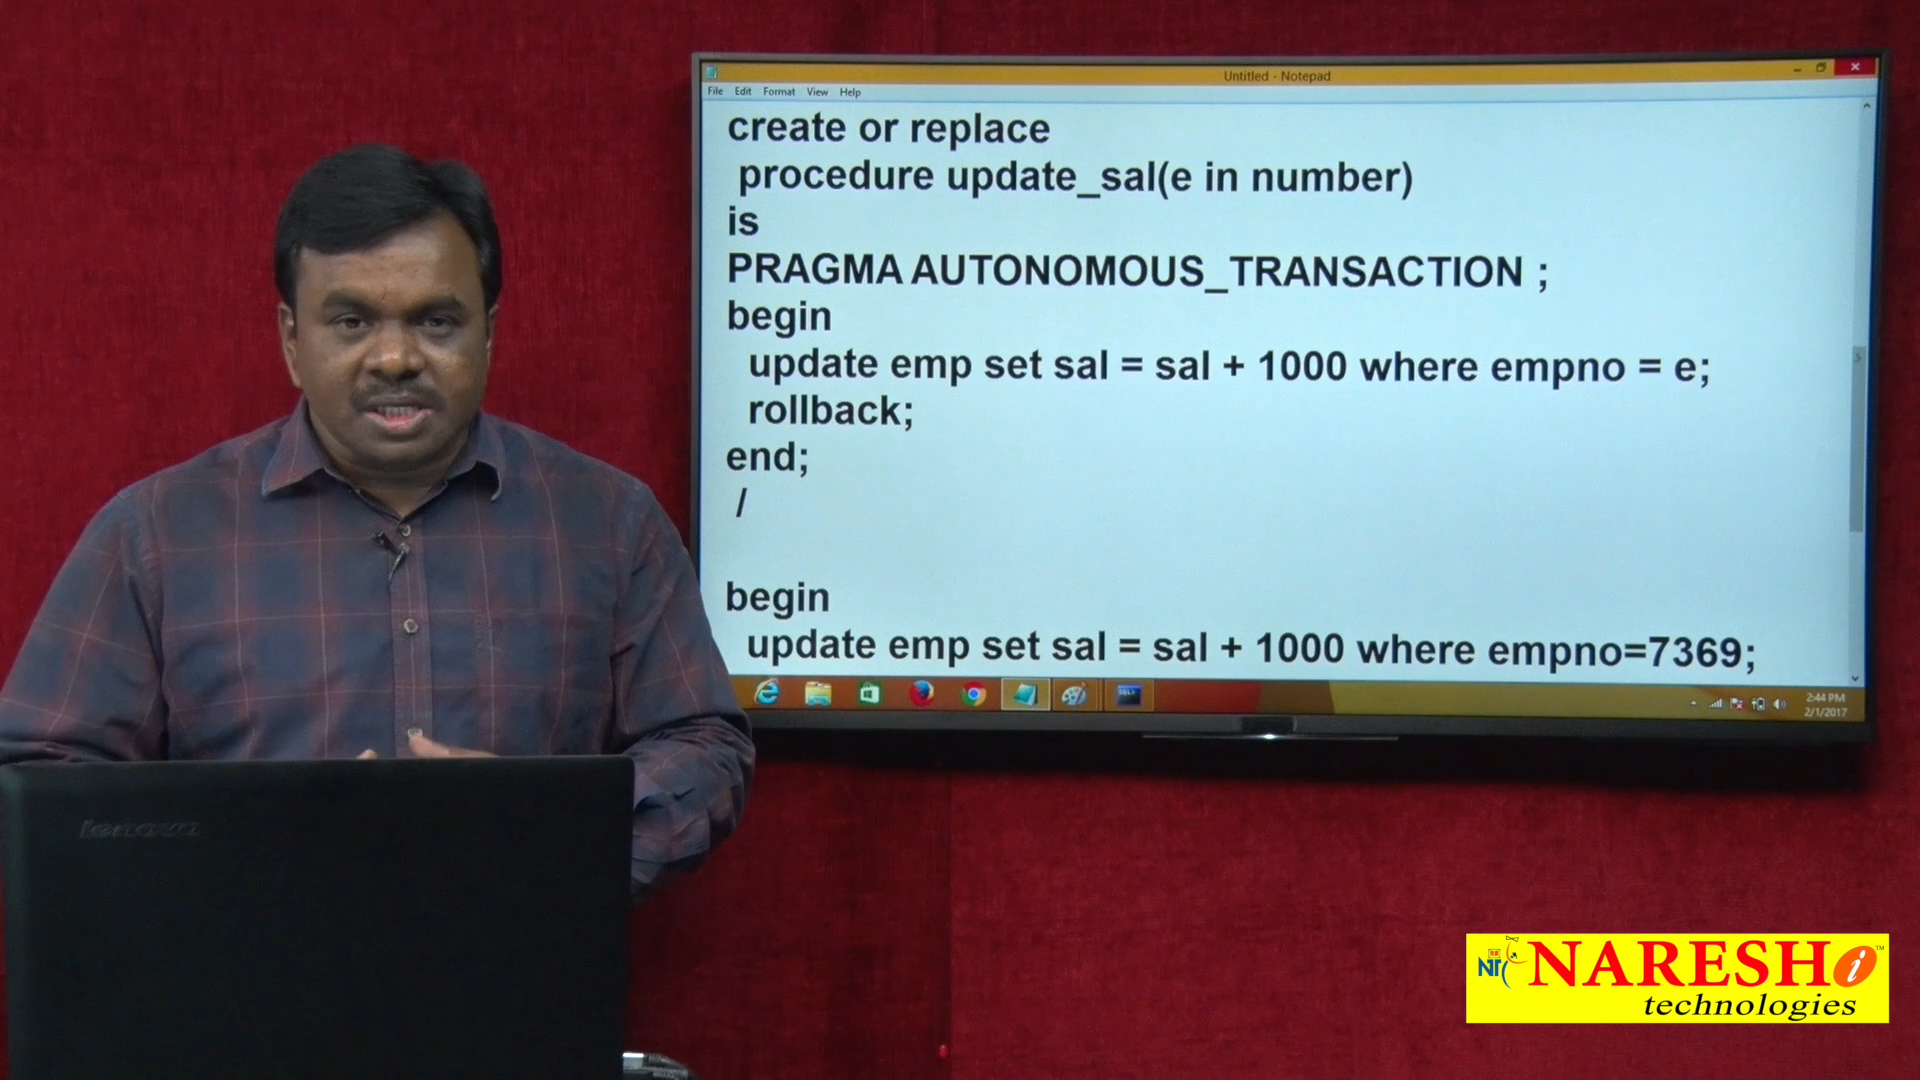 Untitled - Notepad
File Edit Format View Help
create or replace
procedure update_sal(e in number)
is
PRAGMA AUTONOMOUS_TRANSACTION ;
begin
update emp set sal = sal + 1000 where empno = e;
rollback;
end;
/
begin
update emp set sal = sal + 1000 where empno=7369;
2:44 PM
2/1/2017
lenovo
NARESH i ™
technologies